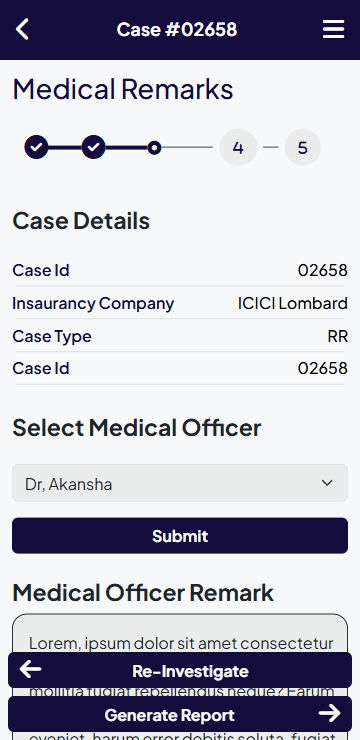 Case #02658
Medical Remarks
4 5
Case Details
Case Id 02658
Insaurancy Company ICICI Lombard
Case Type RR
Case Id 02658
Select Medical Officer
Dr, Akansha
Submit
Medical Officer Remark
Lorem, ipsum dolor sit amet consectetur
Re-Investigate
mollitia fugiat repellendus neque? Earum
Generate Report
eveniet, harum error debitis soluta, fugiat